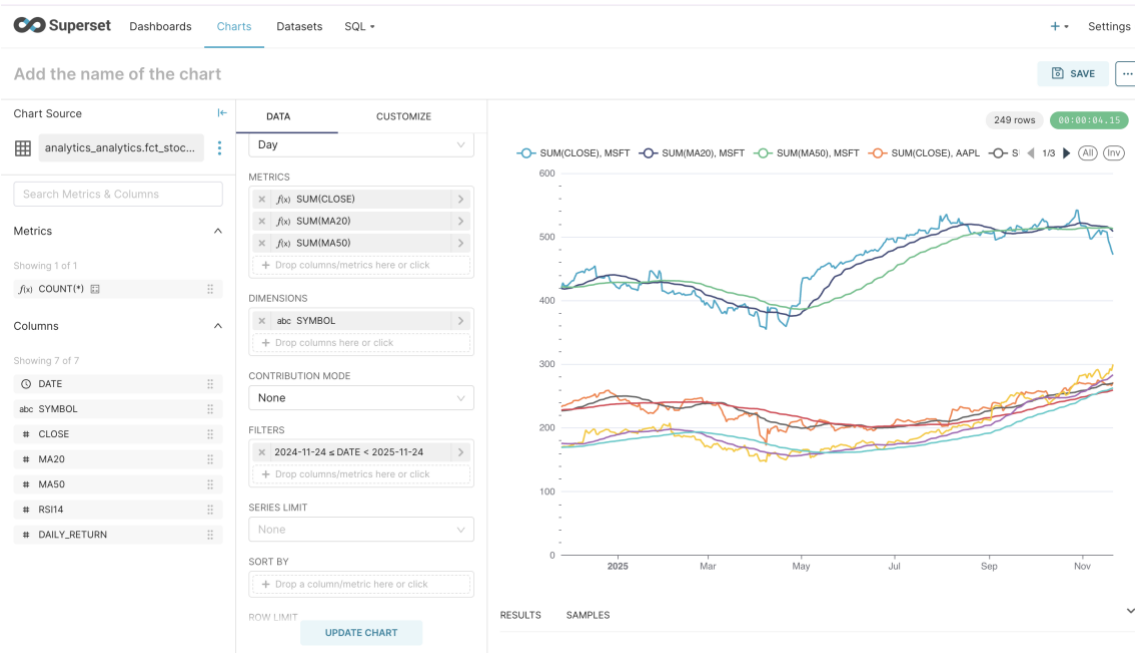 Superset Dashboards Charts Datasets SQL Settings
Add the name of the chart
SAVE
Chart Source
analytics_analytics.fct_stoc...
Search Metrics & Columns
Metrics
Showing 1 of 1
f(x) COUNT(*)
Columns
Showing 7 of 7
DATE
abc SYMBOL
# CLOSE
# MA20
# MA50
# RSI14
# DAILY_RETURN
DATA CUSTOMIZE
Day
METRICS
f(x) SUM(CLOSE)
f(x) SUM(MA20)
f(x) SUM(MA50)
+ Drop columns/metrics here or click
DIMENSIONS
abc SYMBOL
+ Drop columns here or click
CONTRIBUTION MODE
None
FILTERS
2024-11-24 ≤ DATE < 2025-11-24
+ Drop columns/metrics here or click
SERIES LIMIT
None
SORT BY
+ Drop a column/metric here or click
ROW LIMIT
UPDATE CHART
249 rows 00:00:04.15
SUM(CLOSE), MSFT SUM(MA20), MSFT SUM(MA50), MSFT SUM(CLOSE), AAPL 1/3 All Inv
600
500
400
300
200
100
0
2025 Mar May Jul Sep Nov
RESULTS SAMPLES